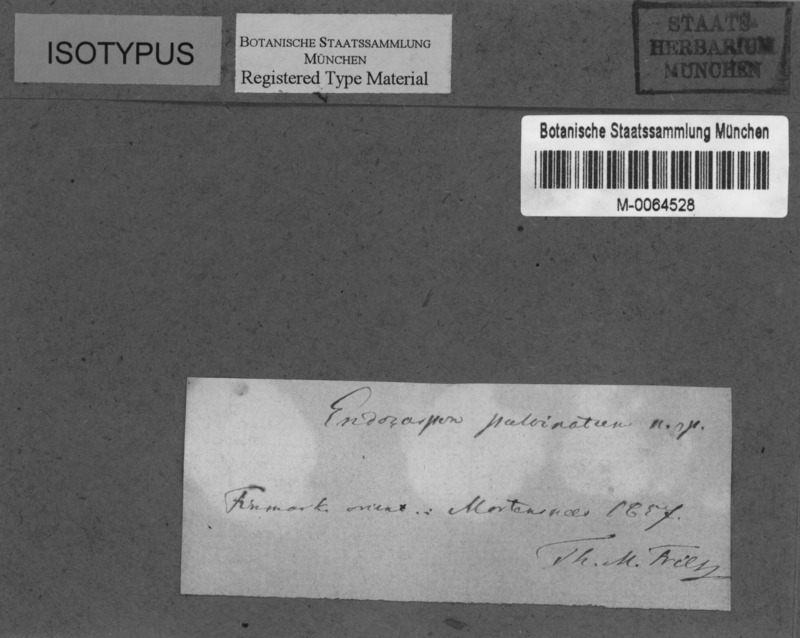 ISOTYPUS
BOTANISCHE STAATSSAMMLUNG
MÜNCHEN
Registered Type Material
STAATS-
HERBARIUM
MÜNCHEN
Botanische Staatssammlung München
M-0064528
Endocarpon pulvinatum n. sp.
Finmark. orient.: Mortensnæs 1857.
Th. M. Fries